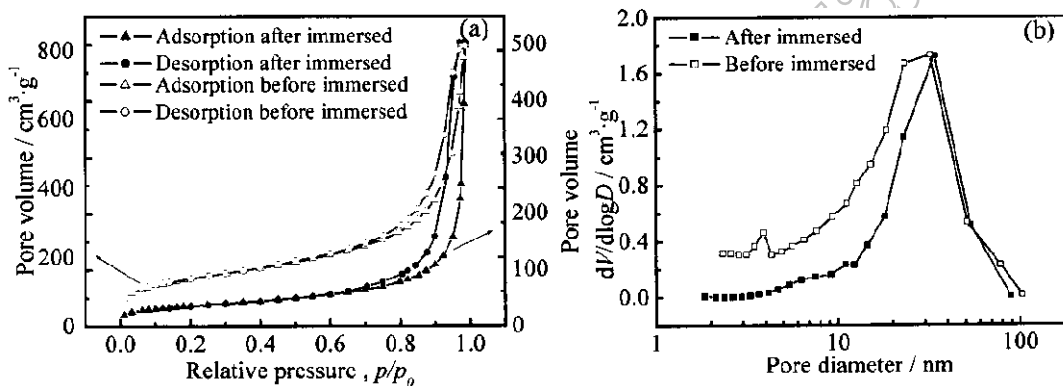 (a)
Adsorption after immersed
Desorption after immersed
Adsorption before immersed
Desorption before immersed
Pore volume / cm³·g⁻¹
800
600
400
200
0
500
400
300
200
100
0
0.0 0.2 0.4 0.6 0.8 1.0
Relative pressure , p/p₀
(b)
After immersed
Before immersed
Pore volume
dV/dlogD / cm³·g⁻¹
2.0
1.6
1.2
0.8
0.4
0.0
1 10 100
Pore diameter / nm